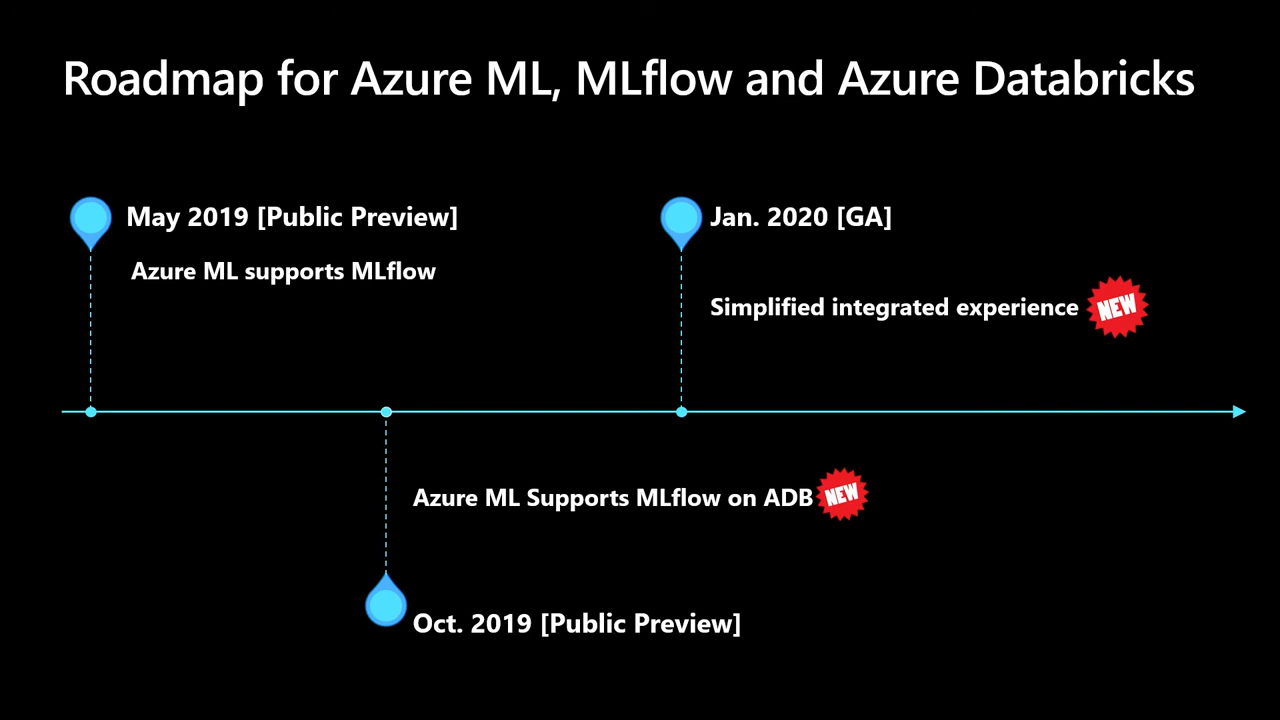 Roadmap for Azure ML, MLflow and Azure Databricks
May 2019 [Public Preview]
Azure ML supports MLflow
Jan. 2020 [GA]
Simplified integrated experience NEW
Azure ML Supports MLflow on ADB NEW
Oct. 2019 [Public Preview]